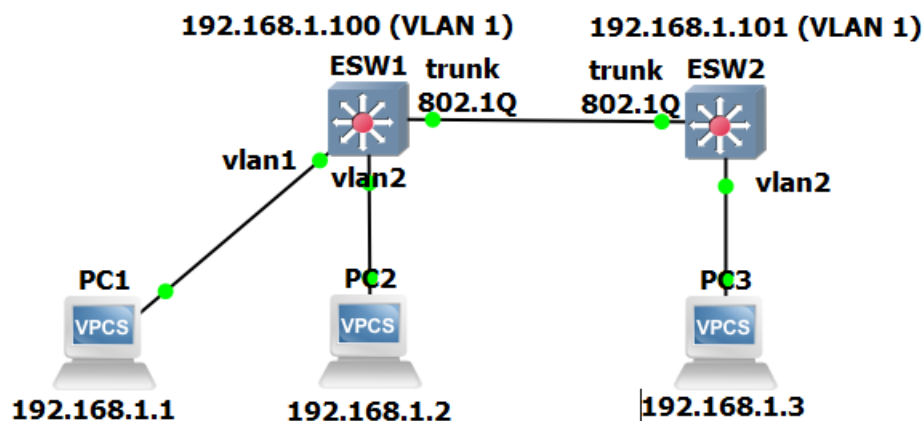 192.168.1.100 (VLAN 1)
192.168.1.101 (VLAN 1)
ESW1
trunk
802.1Q
trunk
802.1Q
ESW2
vlan1
vlan2
vlan2
PC1
PC2
PC3
VPCS
VPCS
VPCS
192.168.1.1
192.168.1.2
192.168.1.3